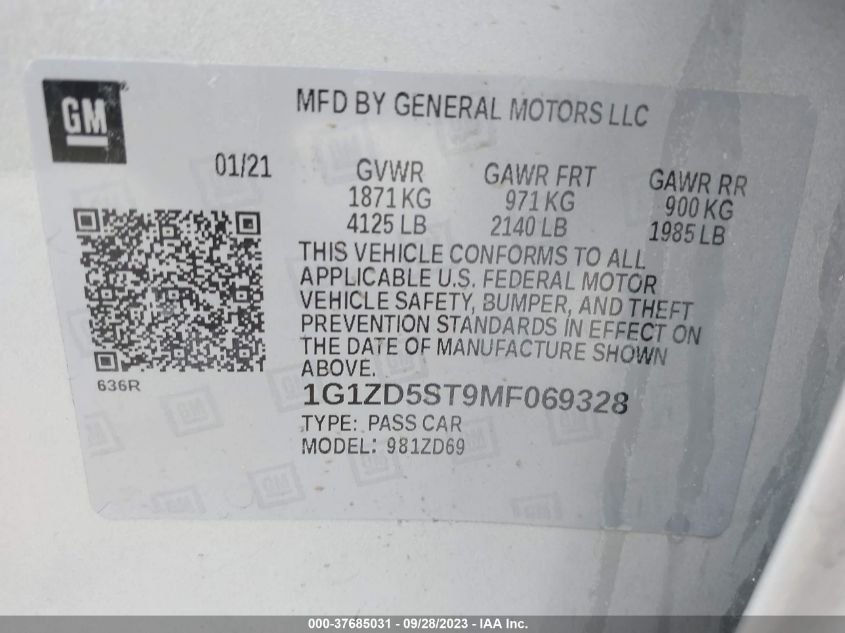 GM
MFD BY GENERAL MOTORS LLC
01/21
GVWR GAWR FRT GAWR RR
1871 KG 971 KG 900 KG
4125 LB 2140 LB 1985 LB
THIS VEHICLE CONFORMS TO ALL
APPLICABLE U.S. FEDERAL MOTOR
VEHICLE SAFETY, BUMPER, AND THEFT
PREVENTION STANDARDS IN EFFECT ON
THE DATE OF MANUFACTURE SHOWN
ABOVE.
636R
1G1ZD5ST9MF069328
TYPE: PASS CAR
MODEL: 981ZD69
000-37685031 - 09/28/2023 - IAA Inc.